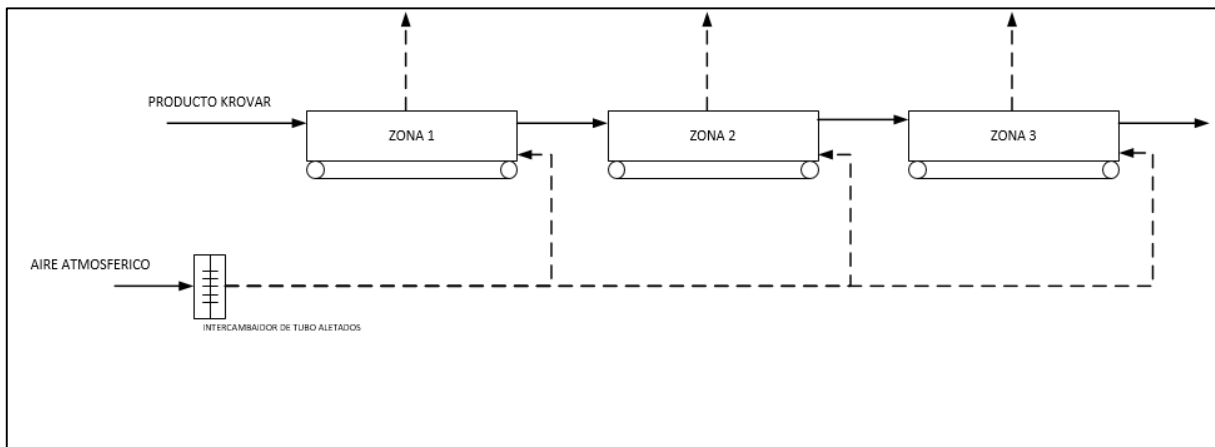 PRODUCTO KROVAR
ZONA 1
ZONA 2
ZONA 3
AIRE ATMOSFERICO
INTERCAMBAIDOR DE TUBO ALETADOS